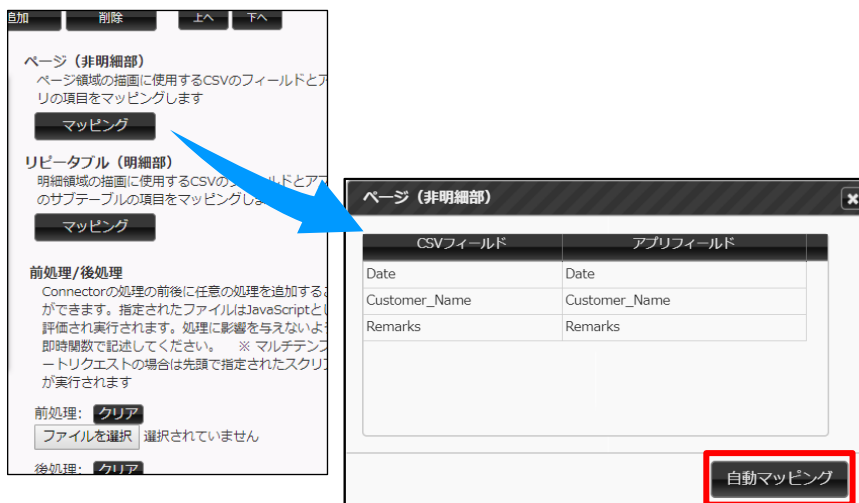 追加 削除 上へ 下へ
ページ（非明細部）
ページ領域の描画に使用するCSVのフィールドとア
リの項目をマッピングします
マッピング
リピータブル（明細部）
明細領域の描画に使用するCSVの
のサブテーブルの項目をマッピングし
マッピング
前処理/後処理
Connectorの処理の前後に任意の処理を追加する
ができます。指定されたファイルはJavaScriptと
評価され実行されます。処理に影響を与えないよ
即時関数で記述してください。 ※ マルチテンプ
ートリクエストの場合は先頭で指定されたスクリ
が実行されます
前処理: クリア
ファイルを選択 選択されていません
後処理: クリア
ページ（非明細部）
CSVフィールド アプリフィールド
Date Date
Customer_Name Customer_Name
Remarks Remarks
自動マッピング